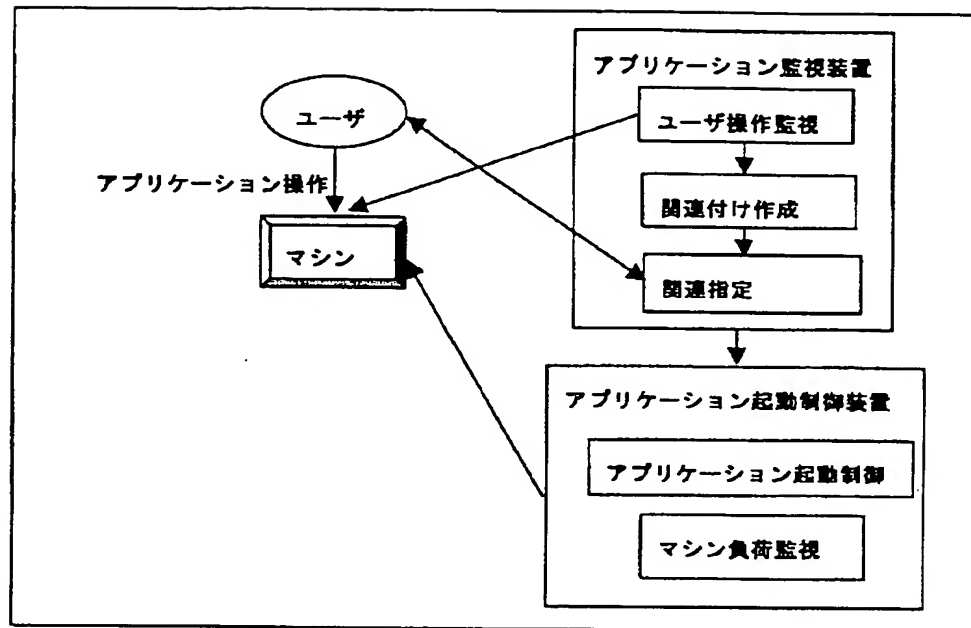 アプリケーション監視装置
ユーザ
ユーザ操作監視
アプリケーション操作
関連付け作成
マシン
関連指定
アプリケーション起動制御装置
アプリケーション起動制御
マシン負荷監視